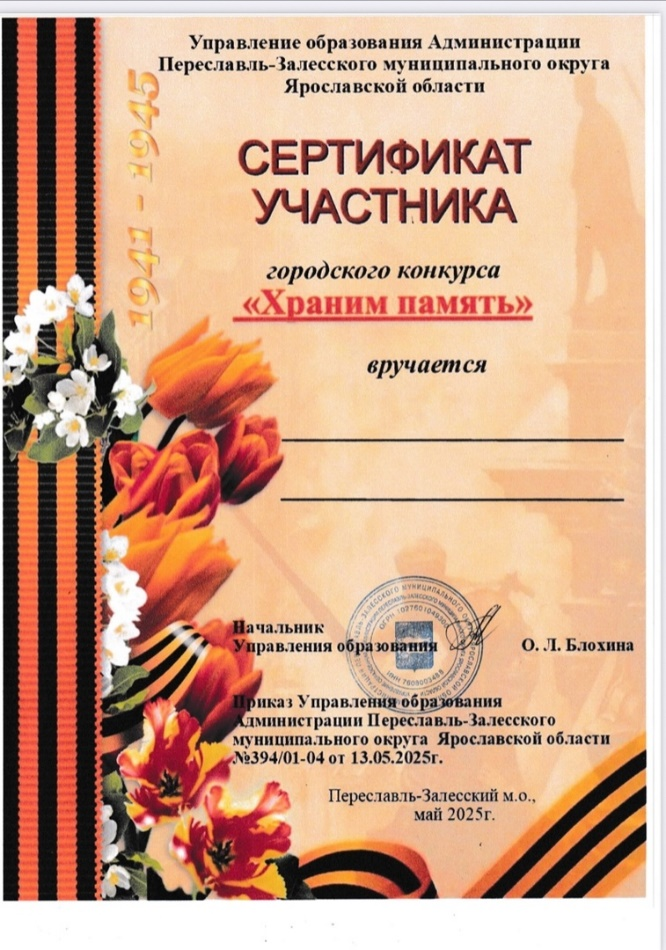 Управление образования Администрации
Переславль-Залесского муниципального округа
Ярославской области
1941 - 1945
СЕРТИФИКАТ
УЧАСТНИКА
городского конкурса
«Храним память»
вручается
Начальник
Управления образования
О. Л. Блохина
Приказ Управления образования
Администрации Переславль-Залесского
муниципального округа Ярославской области
№394/01-04 от 13.05.2025г.
Переславль-Залесский м.о.,
май 2025г.